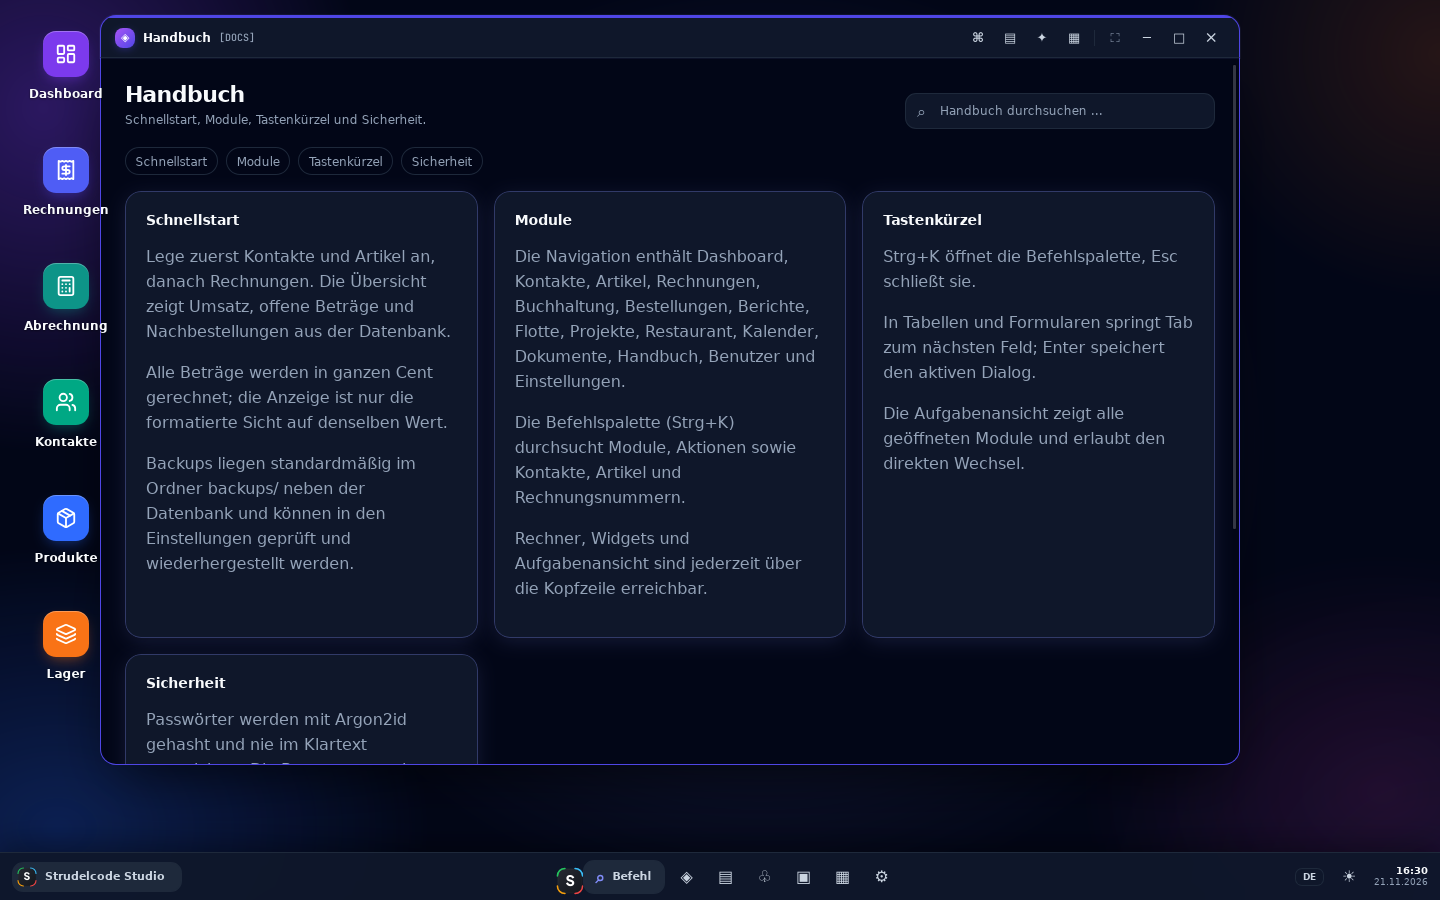 Handbuch [DOCS]
Dashboard
Rechnungen
Abrechnung
Kontakte
Produkte
Lager
Handbuch
Schnellstart, Module, Tastenkürzel und Sicherheit.
Handbuch durchsuchen ...
Schnellstart
Module
Tastenkürzel
Sicherheit
Schnellstart
Lege zuerst Kontakte und Artikel an,
danach Rechnungen. Die Übersicht
zeigt Umsatz, offene Beträge und
Nachbestellungen aus der Datenbank.
Alle Beträge werden in ganzen Cent
gerechnet; die Anzeige ist nur die
formatierte Sicht auf denselben Wert.
Backups liegen standardmäßig im
Ordner backups/ neben der
Datenbank und können in den
Einstellungen geprüft und
wiederhergestellt werden.
Module
Die Navigation enthält Dashboard,
Kontakte, Artikel, Rechnungen,
Buchhaltung, Bestellungen, Berichte,
Flotte, Projekte, Restaurant, Kalender,
Dokumente, Handbuch, Benutzer und
Einstellungen.
Die Befehlspalette (Strg+K)
durchsucht Module, Aktionen sowie
Kontakte, Artikel und
Rechnungsnummern.
Rechner, Widgets und
Aufgabenansicht sind jederzeit über
die Kopfzeile erreichbar.
Tastenkürzel
Strg+K öffnet die Befehlspalette, Esc
schließt sie.
In Tabellen und Formularen springt Tab
zum nächsten Feld; Enter speichert
den aktiven Dialog.
Die Aufgabenansicht zeigt alle
geöffneten Module und erlaubt den
direkten Wechsel.
Sicherheit
Passwörter werden mit Argon2id
gehasht und nie im Klartext
S Strudelcode Studio
S
Befehl
DE
16:30
21.11.2026